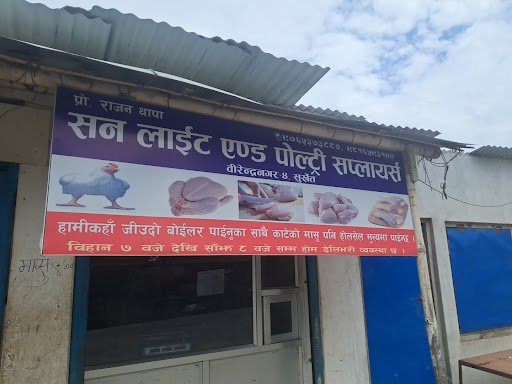 प्रो. राजन थापा
सन लाईट एण्ड पोल्ट्री सप्लायर्स
वीरेन्द्रनगर-४, सुर्खेत
हामीकहाँ जीउदो बोईलर पाईनुका साथै काटेको मासु पनि होलसेल मूल्यमा पाईन्छ ।
विहान ७ बजे देखि साँझ ८ बजे सम्म होम डेलिभरी व्यवस्था छ ।
मासु